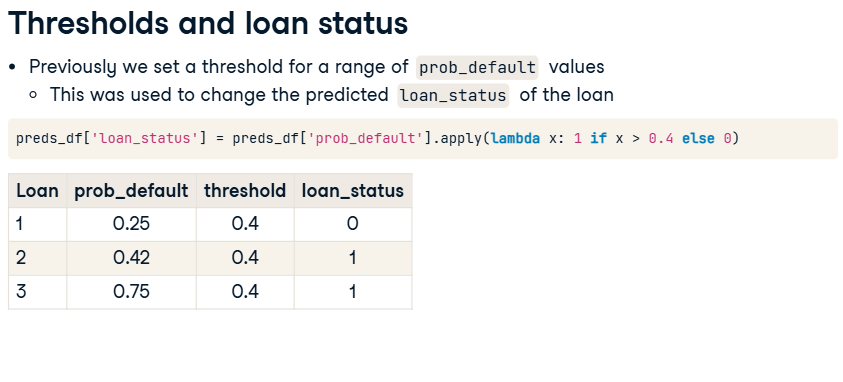 Thresholds and loan status
• Previously we set a threshold for a range of prob_default values
○ This was used to change the predicted loan_status of the loan
preds_df['loan_status'] = preds_df['prob_default'].apply(lambda x: 1 if x > 0.4 else 0)
Loan prob_default threshold loan_status
1 0.25 0.4 0
2 0.42 0.4 1
3 0.75 0.4 1